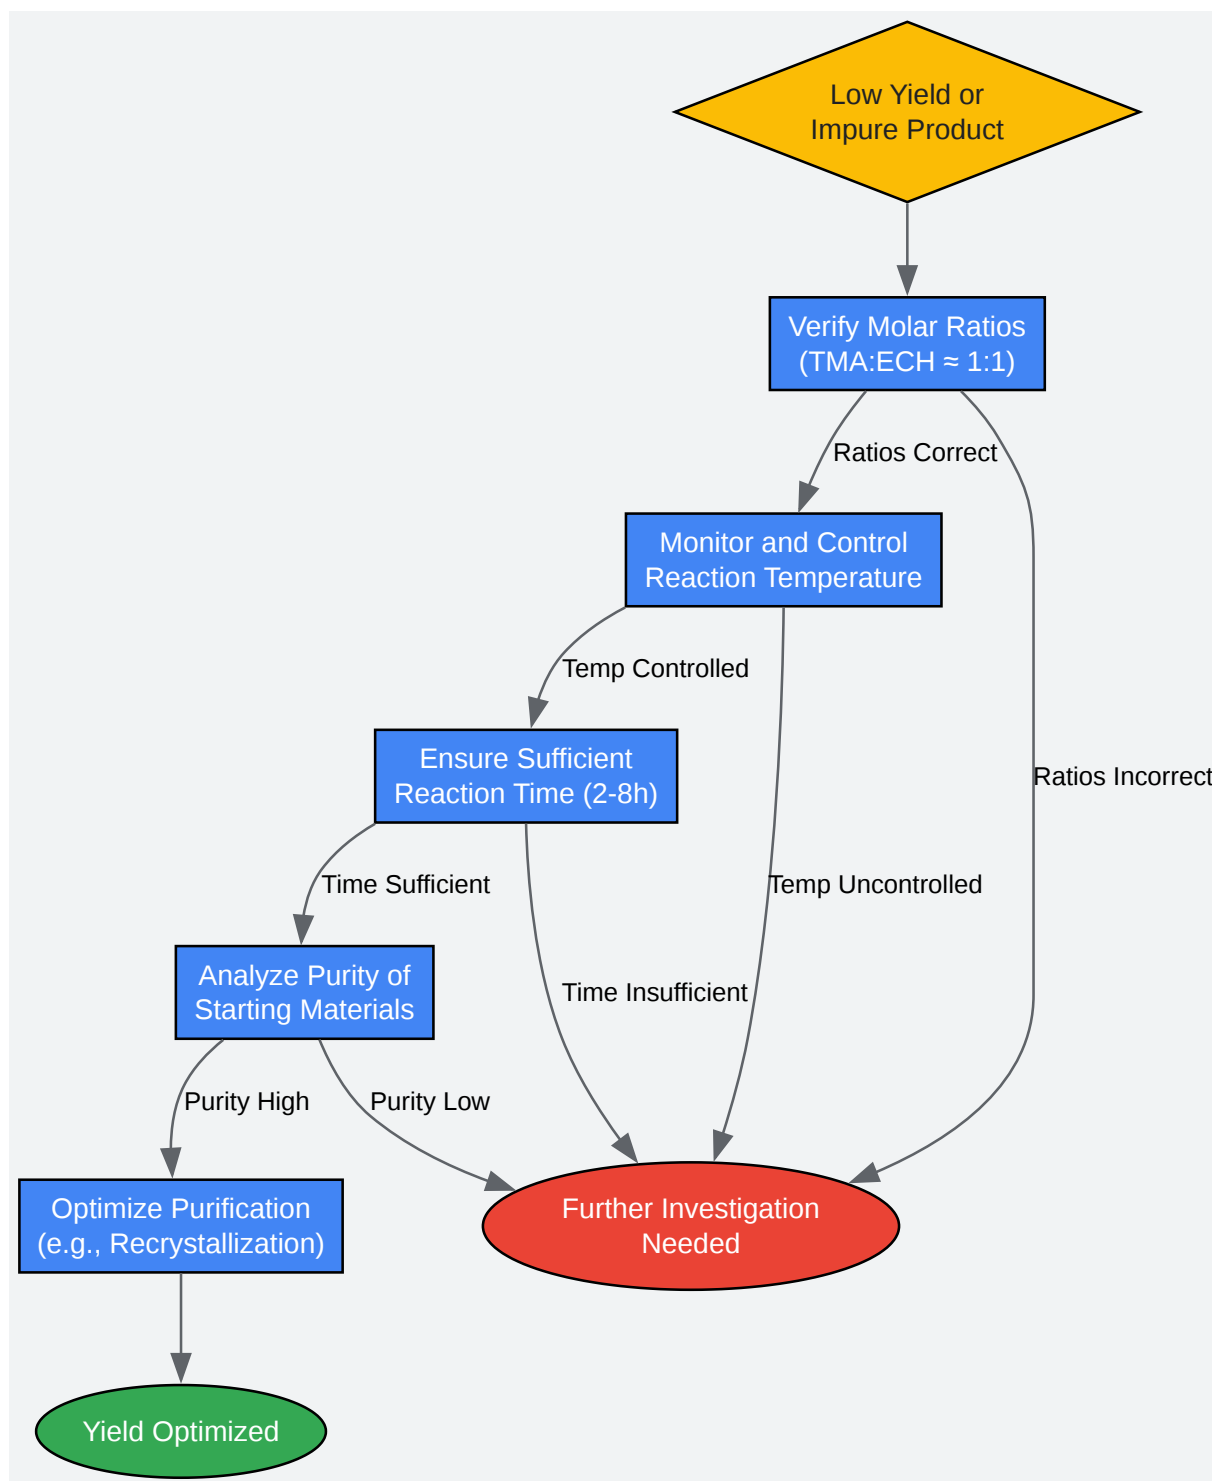 Low Yield or
Impure Product
Verify Molar Ratios
(TMA:ECH ≈ 1:1)
Ratios Correct
Monitor and Control
Reaction Temperature
Temp Controlled
Ensure Sufficient
Reaction Time (2-8h)
Ratios Incorrect
Time Sufficient
Temp Uncontrolled
Analyze Purity of
Starting Materials
Time Insufficient
Purity High
Purity Low
Optimize Purification
(e.g., Recrystallization)
Further Investigation
Needed
Yield Optimized